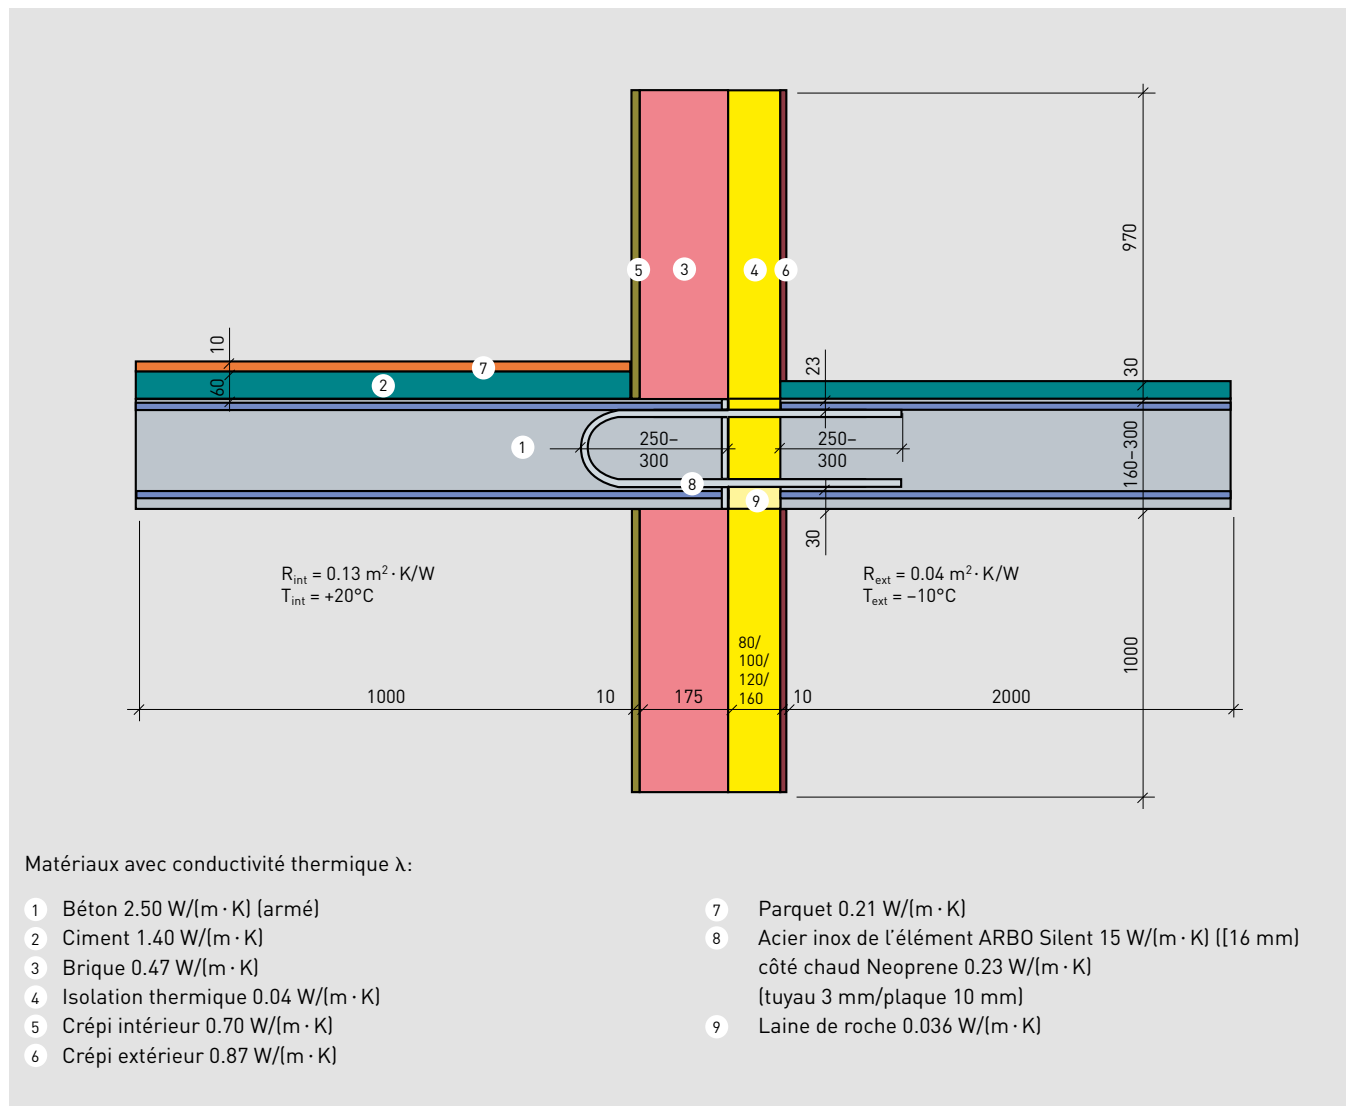 970
5
3
4
6
10
23
30
7
60
2
1
250–
300
250–
300
160–300
8
9
30
Rint = 0.13 m² · K/W
Tint = +20°C
Rext = 0.04 m² · K/W
Text = –10°C
80/
100/
120/
160
1000
1000
10
175
10
2000
Matériaux avec conductivité thermique λ:
1 Béton 2.50 W/(m · K) (armé)
2 Ciment 1.40 W/(m · K)
3 Brique 0.47 W/(m · K)
4 Isolation thermique 0.04 W/(m · K)
5 Crépi intérieur 0.70 W/(m · K)
6 Crépi extérieur 0.87 W/(m · K)
7 Parquet 0.21 W/(m · K)
8 Acier inox de l’élément ARBO Silent 15 W/(m · K) ([16 mm)
côté chaud Neoprene 0.23 W/(m · K)
(tuyau 3 mm/plaque 10 mm)
9 Laine de roche 0.036 W/(m · K)